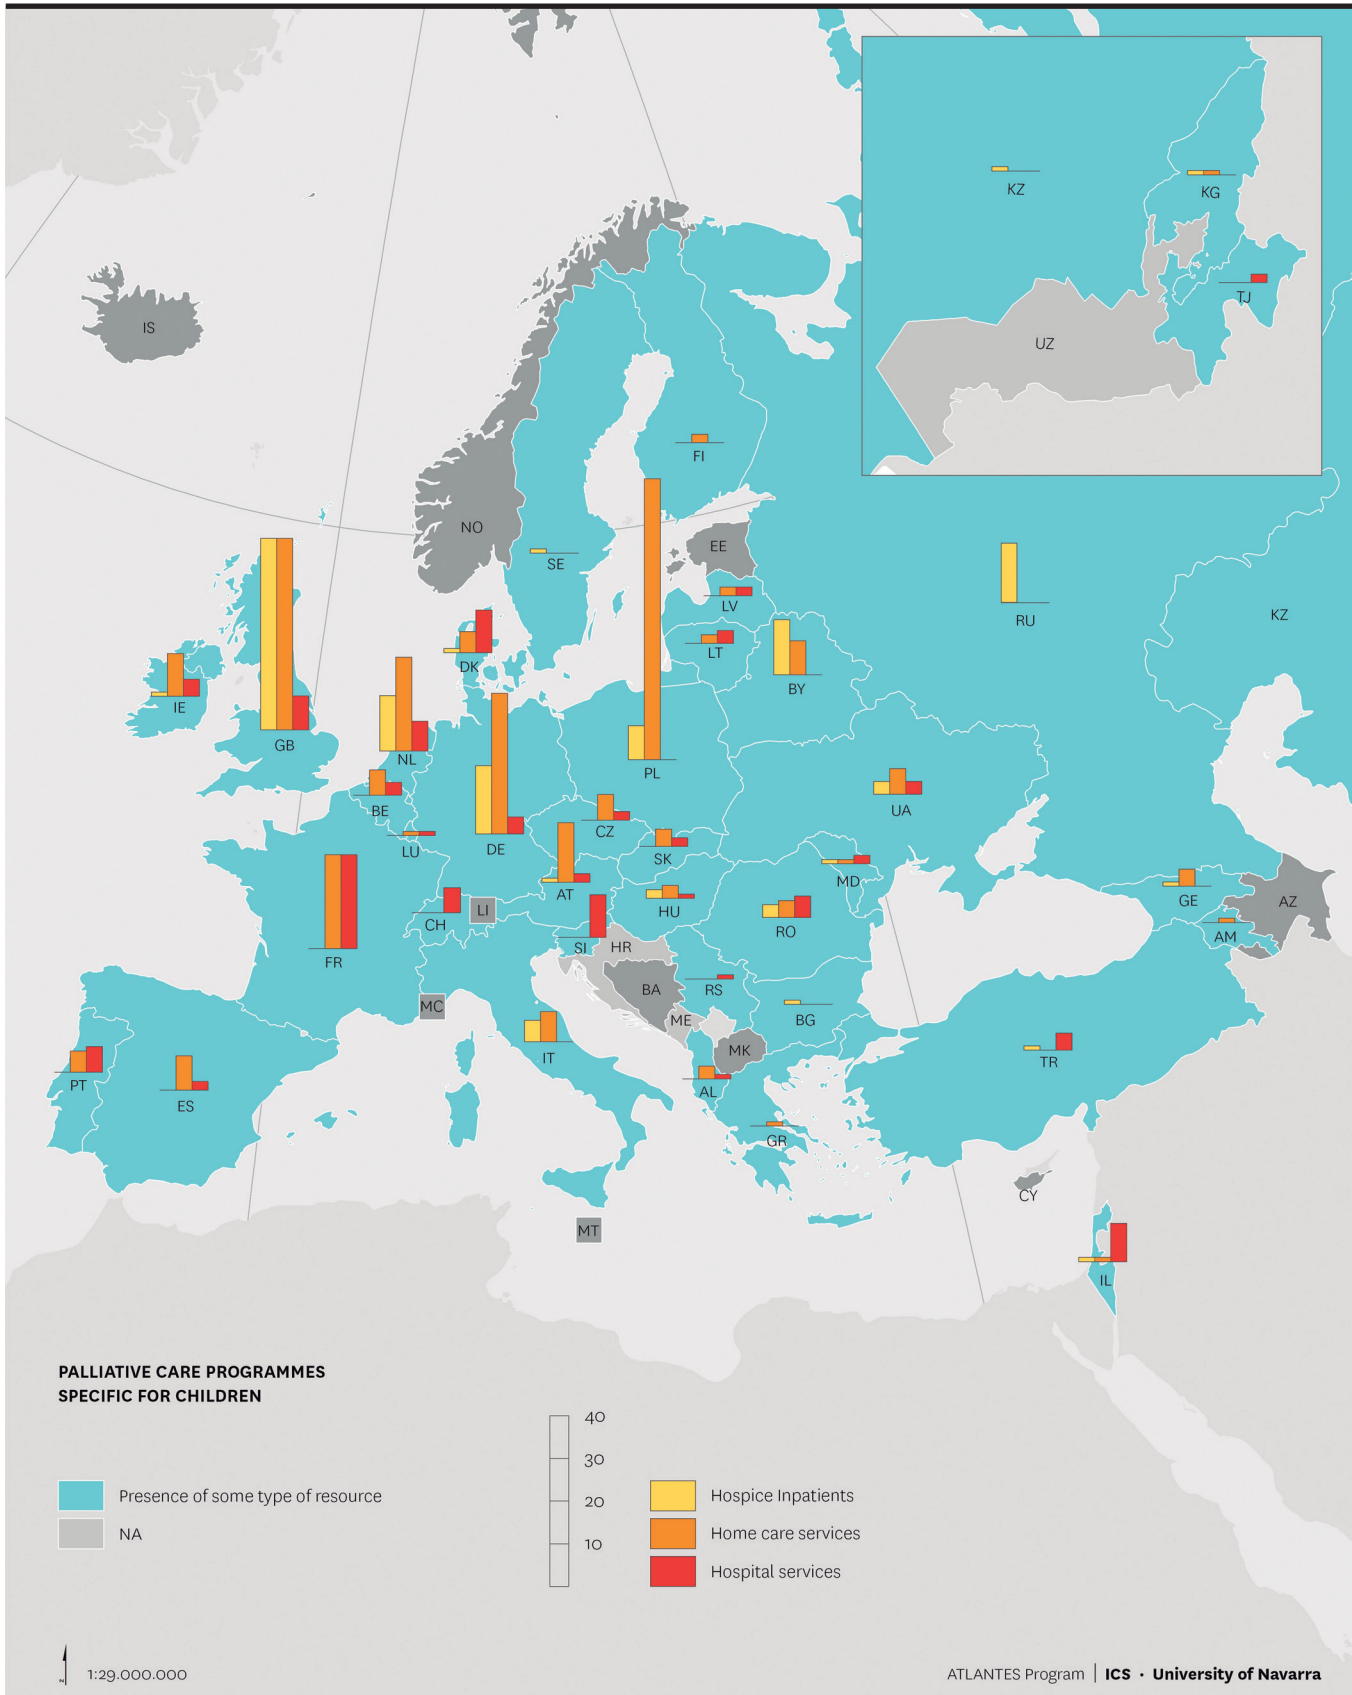 KZ
KG
TJ
UZ
IS
FI
NO
EE
SE
LV
RU
KZ
LT
DK
BY
IE
GB
NL
PL
BE
UA
CZ
LU
DE
SK
MD
AT
HU
GE
AZ
CH
LI
RO
AM
SI
HR
FR
BA
RS
MC
ME
BG
IT
MK
TR
PT
ES
AL
GR
CY
MT
IL
PALLIATIVE CARE PROGRAMMES
SPECIFIC FOR CHILDREN
Presence of some type of resource
NA
40
30
20
10
Hospice Inpatients
Home care services
Hospital services
N
1:29.000.000
ATLANTES Program | ICS · University of Navarra